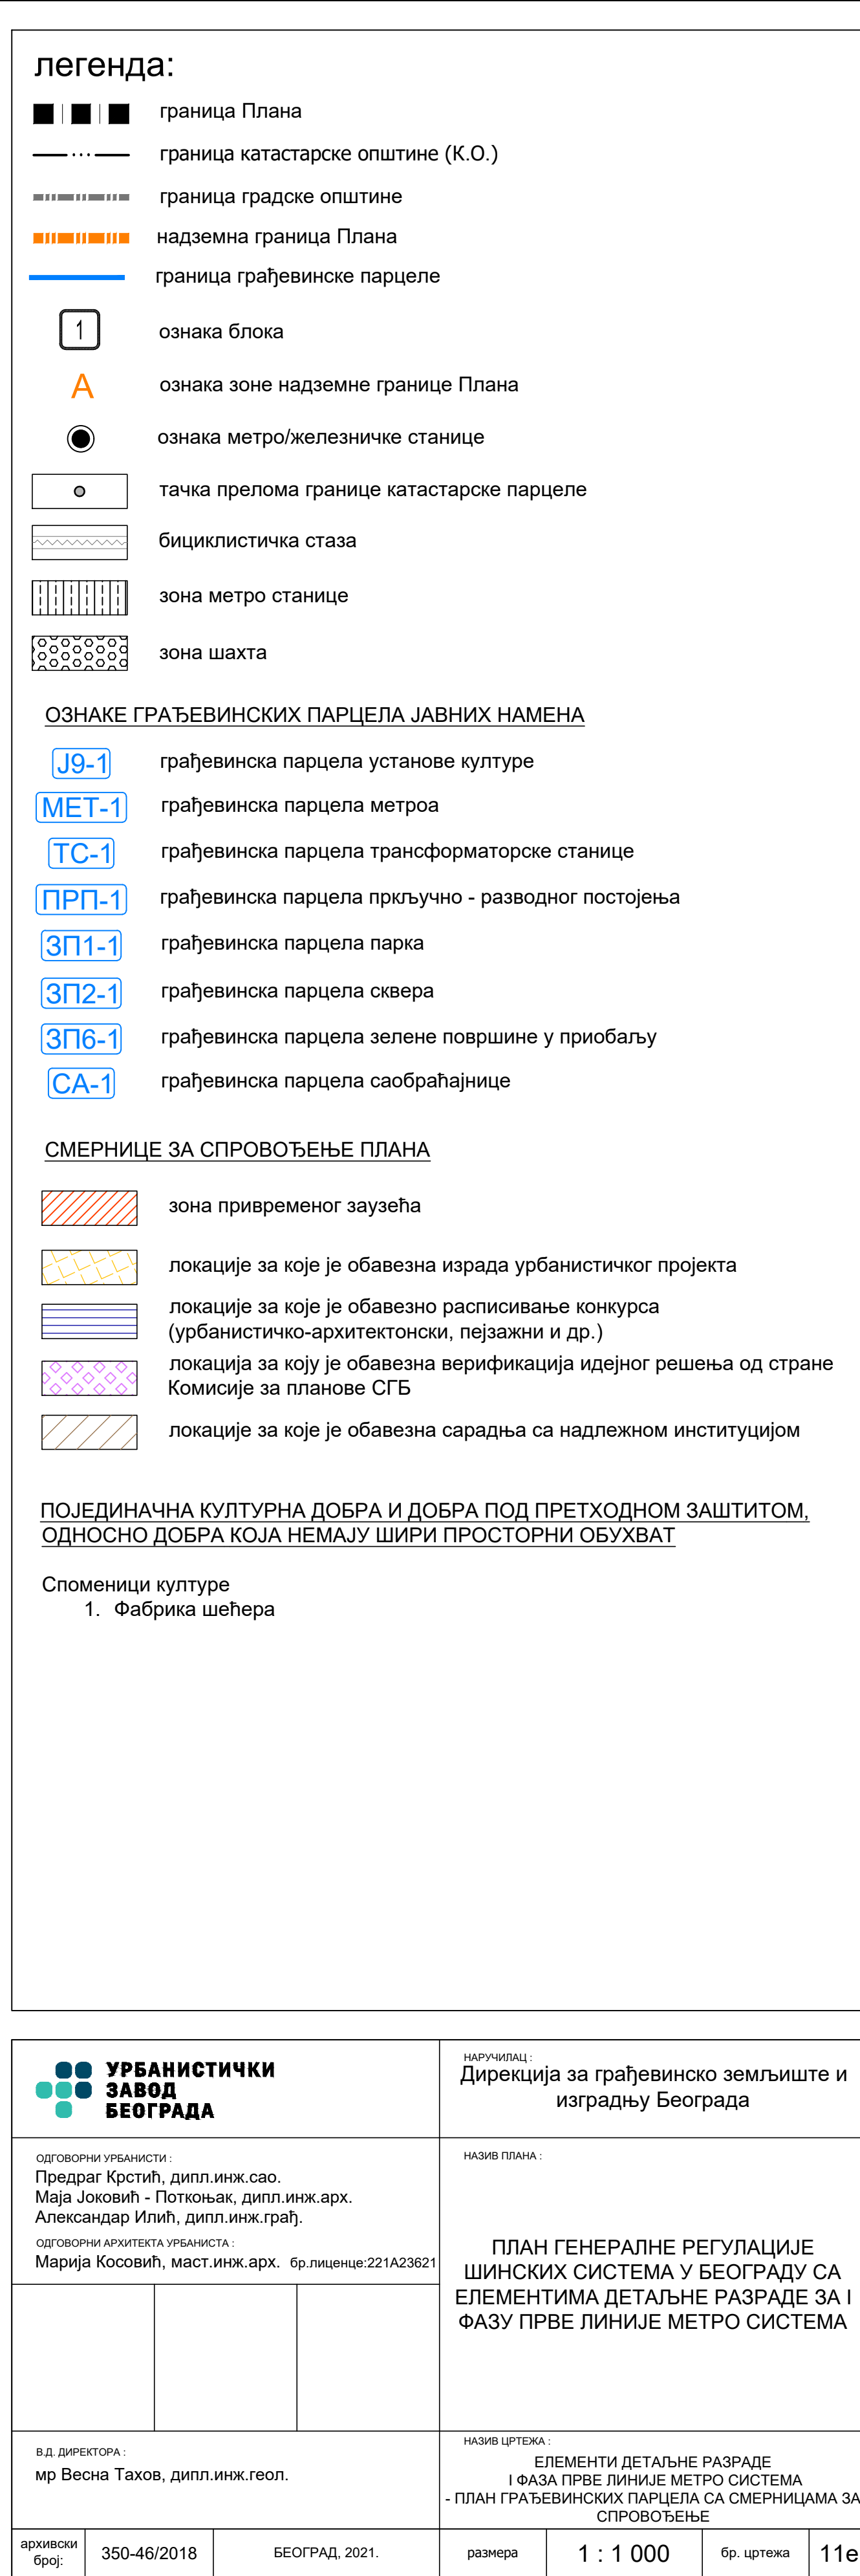 легенда:
граница Плана
граница катастарске општине (К.О.)
граница градске општине
надземна граница Плана
граница грађевинске парцеле
1 ознака блока
А ознака зоне надземне границе Плана
ознака метро/железничке станице
тачка прелома границе катастарске парцеле
бициклистичка стаза
зона метро станице
зона шахта
ОЗНАКЕ ГРАЂЕВИНСКИХ ПАРЦЕЛА ЈАВНИХ НАМЕНА
Ј9-1 грађевинска парцела установе културе
МЕТ-1 грађевинска парцела метроа
ТС-1 грађевинска парцела трансформаторске станице
ПРП-1 грађевинска парцела пркључно - разводног постојења
ЗП1-1 грађевинска парцела парка
ЗП2-1 грађевинска парцела сквера
ЗП6-1 грађевинска парцела зелене површине у приобаљу
СА-1 грађевинска парцела саобраћајнице
СМЕРНИЦЕ ЗА СПРОВОЂЕЊЕ ПЛАНА
зона привременог заузећа
локације за које је обавезна израда урбанистичког пројекта
локације за које је обавезно расписивање конкурса
(урбанистичко-архитектонски, пејзажни и др.)
локација за коју је обавезна верификација идејног решења од стране
Комисије за планове СГБ
локације за које је обавезна сарадња са надлежном институцијом
ПОЈЕДИНАЧНА КУЛТУРНА ДОБРА И ДОБРА ПОД ПРЕТХОДНОМ ЗАШТИТОМ,
ОДНОСНО ДОБРА КОЈА НЕМАЈУ ШИРИ ПРОСТОРНИ ОБУХВАТ
Споменици културе
1. Фабрика шећера
УРБАНИСТИЧКИ
ЗАВОД
БЕОГРАДА
НАРУЧИЛАЦ :
Дирекција за грађевинско земљиште и
изградњу Београда
ОДГОВОРНИ УРБАНИСТИ :
Предраг Крстић, дипл.инж.сао.
Маја Јоковић - Поткоњак, дипл.инж.арх.
Александар Илић, дипл.инж.грађ.
ОДГОВОРНИ АРХИТЕКТА УРБАНИСТА :
Марија Косовић, маст.инж.арх. бр.лиценце:221А23621
НАЗИВ ПЛАНА :
ПЛАН ГЕНЕРАЛНЕ РЕГУЛАЦИЈЕ
ШИНСКИХ СИСТЕМА У БЕОГРАДУ СА
ЕЛЕМЕНТИМА ДЕТАЉНЕ РАЗРАДЕ ЗА I
ФАЗУ ПРВЕ ЛИНИЈЕ МЕТРО СИСТЕМА
В.Д. ДИРЕКТОРА :
мр Весна Тахов, дипл.инж.геол.
НАЗИВ ЦРТЕЖА :
ЕЛЕМЕНТИ ДЕТАЉНЕ РАЗРАДЕ
I ФАЗА ПРВЕ ЛИНИЈЕ МЕТРО СИСТЕМА
- ПЛАН ГРАЂЕВИНСКИХ ПАРЦЕЛА СА СМЕРНИЦАМА ЗА
СПРОВОЂЕЊЕ
архивски
број:
350-46/2018
БЕОГРАД, 2021.
размера
1 : 1 000
бр. цртежа
11е